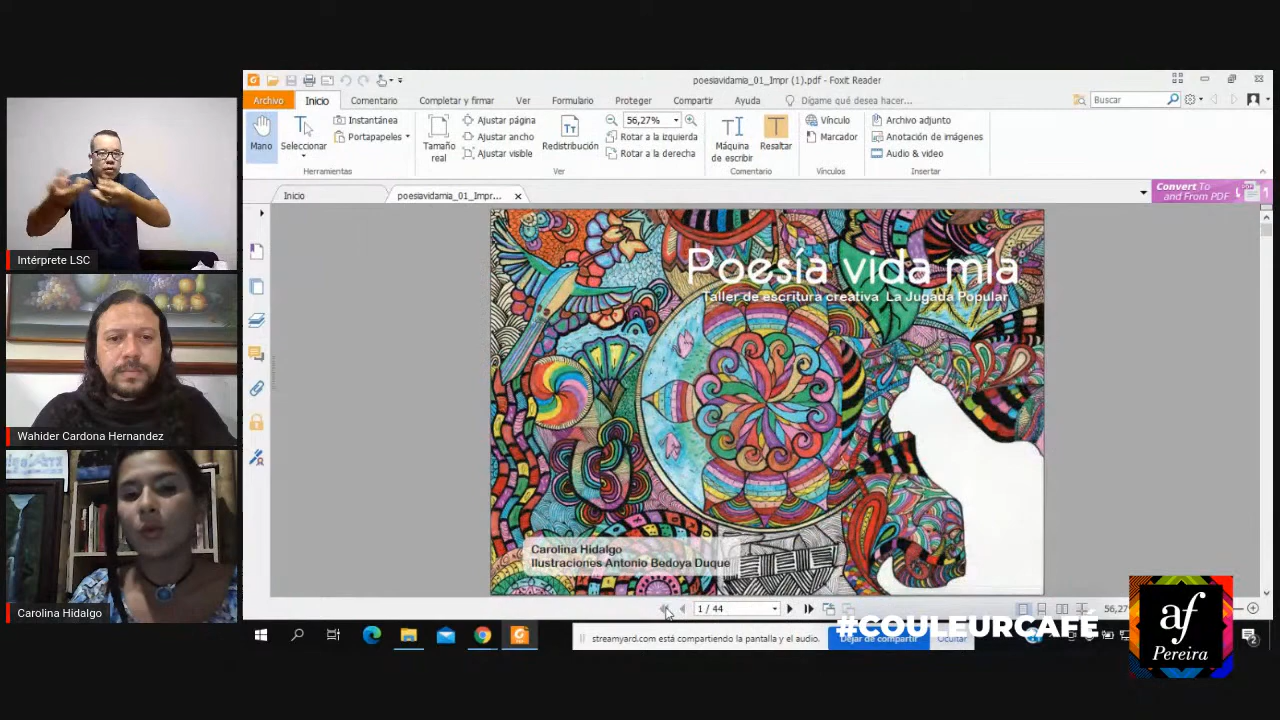 poesiavidamia_01_Impr (1).pdf - Foxit Reader
Archivo
Inicio
Comentario
Completar y firmar
Ver
Formulario
Proteger
Compartir
Ayuda
Dígame qué desea hacer...
Buscar
Mano
Seleccionar
Instantánea
Portapapeles
Herramientas
Tamaño real
Ajustar página
Ajustar ancho
Ajustar visible
Redistribución
56,27%
Rotar a la izquierda
Rotar a la derecha
Ver
Máquina de escribir
Resaltar
Comentario
Vínculo
Marcador
Vínculos
Archivo adjunto
Anotación de imágenes
Audio & video
Insertar
Inicio
poesiavidamia_01_Impr...
Convert To
and From PDF
Poesía vida mía
Taller de escritura creativa La Jugada Popular
Carolina Hidalgo
Ilustraciones Antonio Bedoya Duque
Intérprete LSC
Wahider Cardona Hernandez
Carolina Hidalgo
1 / 44
56,27
streamyard.com está compartiendo la pantalla y el audio.
Dejar de compartir
Ocultar
#COULEURCAFÉ
af
Pereira